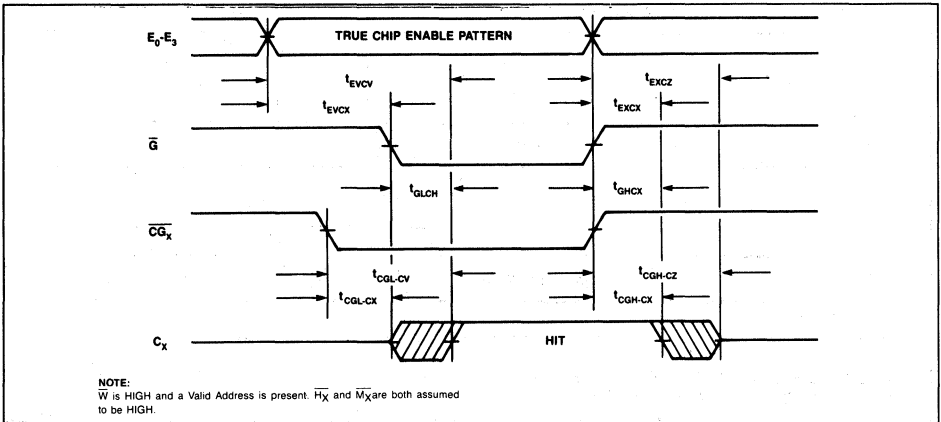 E0-E3 TRUE CHIP ENABLE PATTERN
tEVCV tEXCZ
tEVCX tEXCX
G
tGLCH tGHCX
CGX
tCGL-CV tCGH-CZ
tCGL-CX tCGH-CX
CX HIT
NOTE:
W is HIGH and a Valid Address is present. HX and MX are both assumed
to be HIGH.